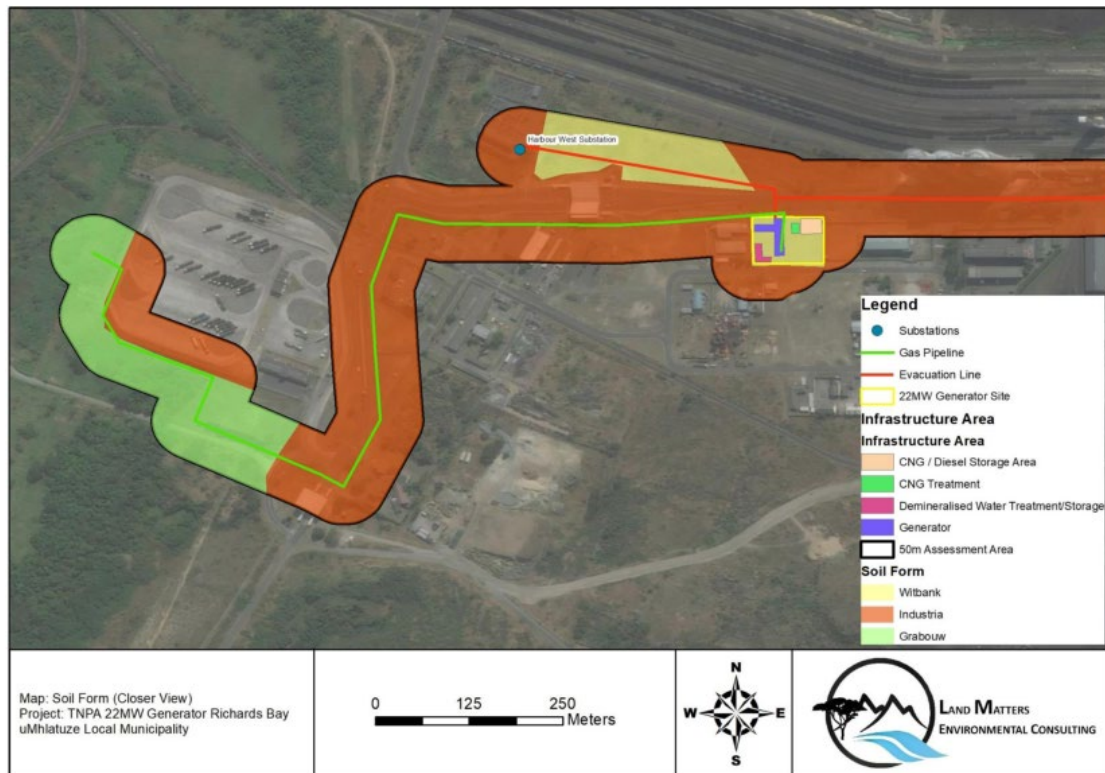 Harbour West Substation
Legend
Substations
Gas Pipeline
Evacuation Line
22MW Generator Site
Infrastructure Area
Infrastructure Area
CNG / Diesel Storage Area
CNG Treatment
Demineralised Water Treatment/Storage
Generator
50m Assessment Area
Soil Form
Witbank
Industria
Grabouw
Map: Soil Form (Closer View)
Project: TNPA 22MW Generator Richards Bay
uMhlatuze Local Municipality
0 125 250
Meters
N
W E
S
LAND MATTERS
ENVIRONMENTAL CONSULTING